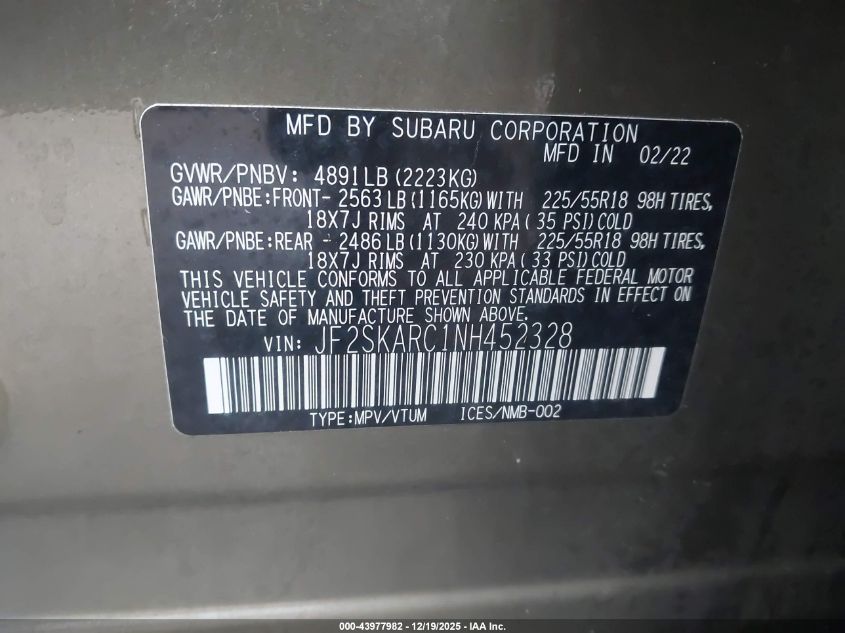 MFD BY SUBARU CORPORATION
MFD IN 02/22
GVWR/PNBV: 4891LB(2223KG)
GAWR/PNBE:FRONT- 2563LB(1165KG)WITH 225/55R18 98H TIRES,
18X7J RIMS AT 240 KPA( 35 PSI)COLD
GAWR/PNBE:REAR - 2486LB(1130KG)WITH 225/55R18 98H TIRES,
18X7J RIMS AT 230 KPA( 33 PSI)COLD
THIS VEHICLE CONFORMS TO ALL APPLICABLE FEDERAL MOTOR
VEHICLE SAFETY AND THEFT PREVENTION STANDARDS IN EFFECT ON
THE DATE OF MANUFACTURE SHOWN ABOVE.
VIN: JF2SKARC1NH452328
TYPE:MPV/VTUM ICES/NMB-002
000-43977982 - 12/19/2025 - IAA Inc.